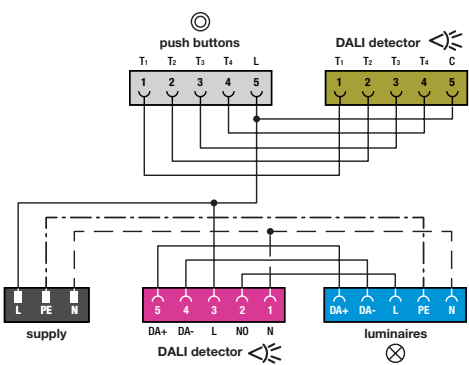 push buttons
DALI detector
T1 T2 T3 T4 L
T1 T2 T3 T4 C
1 2 3 4 5
1 2 3 4 5
L PE N
5 4 3 2 1
DA+ DA- L PE N
supply
DA+ DA- L NO N
luminaires
DALI detector